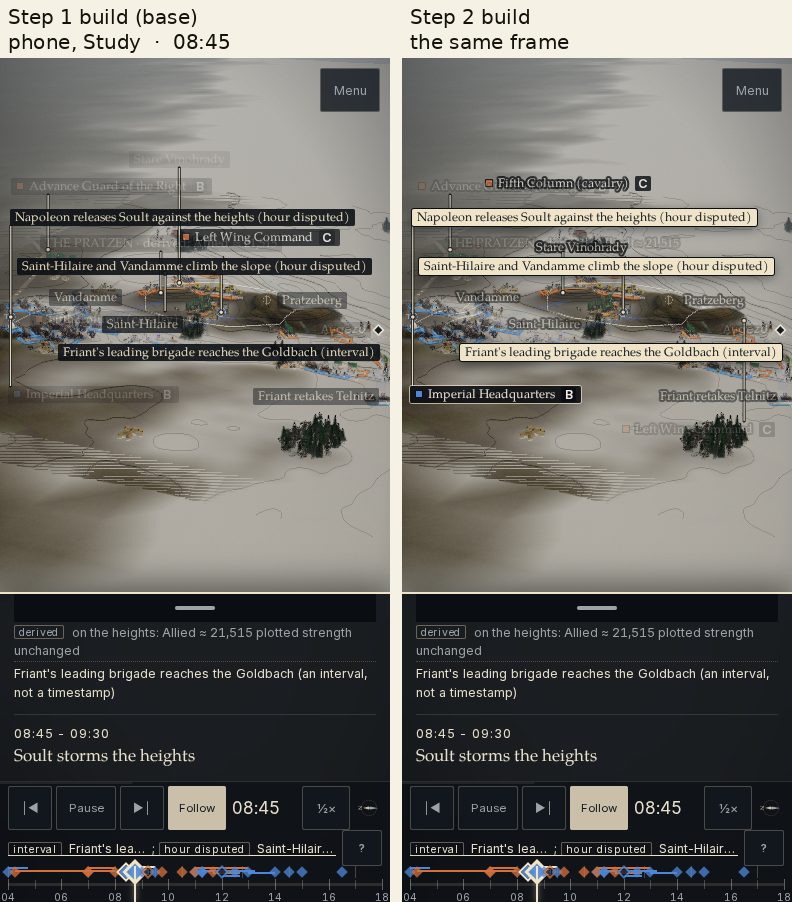 Step 1 build (base)
phone, Study · 08:45
Menu
Stare Vinohrady
Advance Guard of the Right B
Napoleon releases Soult against the heights (hour disputed)
Left Wing Command C
THE PRATZEN · derived
Saint-Hilaire and Vandamme climb the slope (hour disputed)
Vandamme
Pratzeberg
Saint-Hilaire
Friant's leading brigade reaches the Goldbach (interval)
Imperial Headquarters B
Friant retakes Telnitz
derived on the heights: Allied ≈ 21,515 plotted strength
unchanged
Friant's leading brigade reaches the Goldbach (an interval,
not a timestamp)
08:45 - 09:30
Soult storms the heights
Pause
Follow
08:45
½×
interval Friant's lea... ; hour disputed Saint-Hilair...
?
04 06 08 10 12 14 16 18
Step 2 build
the same frame
Menu
Advance
Fifth Column (cavalry) C
Napoleon releases Soult against the heights (hour disputed)
THE PRATZEN
Stare Vinohrady
≈ 21,515
Saint-Hilaire and Vandamme climb the slope (hour disputed)
Vandamme
Pratzeberg
Saint-Hilaire
Friant's leading brigade reaches the Goldbach (interval)
Imperial Headquarters B
Friant retakes Telnitz
Left Wing Command C
derived on the heights: Allied ≈ 21,515 plotted strength
unchanged
Friant's leading brigade reaches the Goldbach (an interval,
not a timestamp)
08:45 - 09:30
Soult storms the heights
Pause
Follow
08:45
½×
interval Friant's lea... ; hour disputed Saint-Hilair...
?
04 06 08 10 12 14 16 18